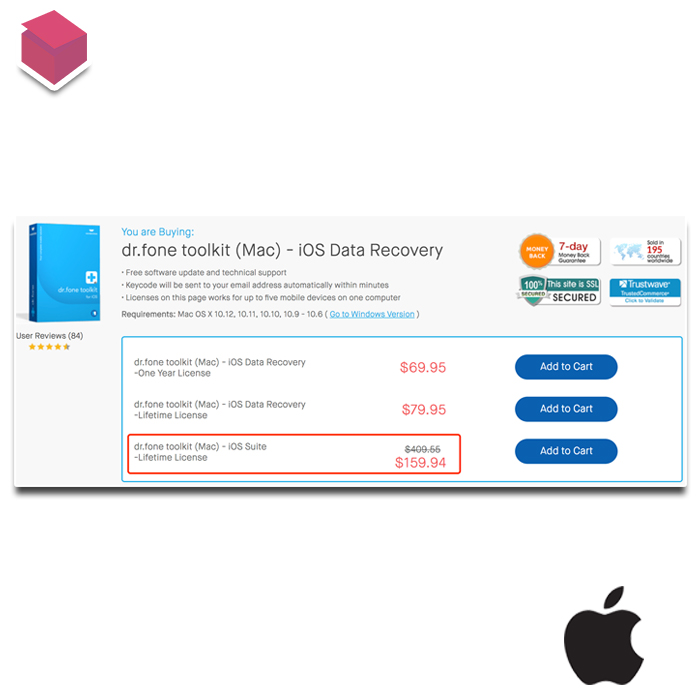 You are Buying:
dr.fone toolkit (Mac) - iOS Data Recovery
• Free software update and technical support
• Keycode will be sent to your email address automatically within minutes
• Licenses on this page works for up to five mobile devices on one computer
Requirements: Mac OS X 10.12, 10.11, 10.10, 10.9 - 10.6 ( Go to Windows Version )
dr.fone toolkit
for iOS
User Reviews (84)
MONEY
BACK
7-day
Money Back
Guarantee
Sold in
195
countries
worldwide
100%
SECURED
This site is SSL
SECURED
Trustwave®
TrustedCommerce™
Click to Validate
dr.fone toolkit (Mac) - iOS Data Recovery
-One Year License
$69.95
Add to Cart
dr.fone toolkit (Mac) - iOS Data Recovery
-Lifetime License
$79.95
Add to Cart
dr.fone toolkit (Mac) - iOS Suite
-Lifetime License
$409.55
$159.94
Add to Cart